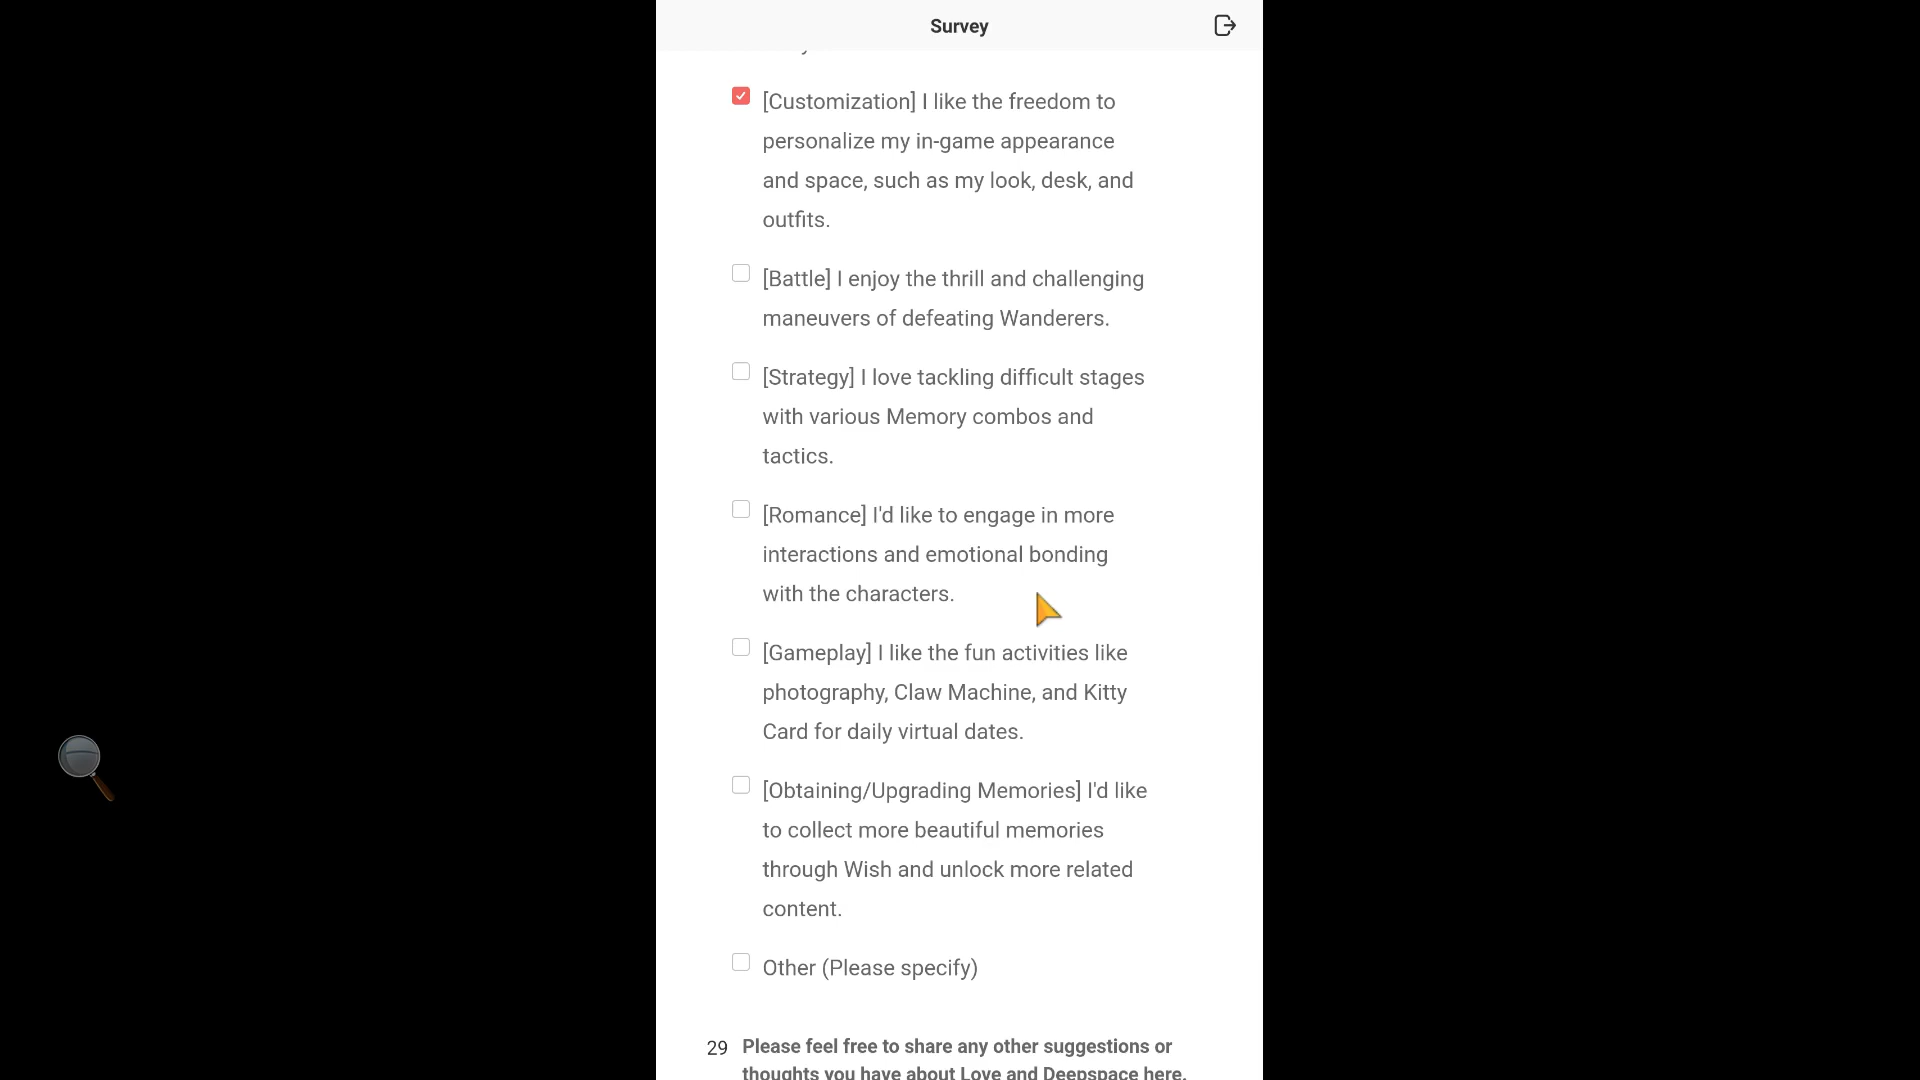 Survey
[Customization] I like the freedom to
personalize my in-game appearance
and space, such as my look, desk, and
outfits.
[Battle] I enjoy the thrill and challenging
maneuvers of defeating Wanderers.
[Strategy] I love tackling difficult stages
with various Memory combos and
tactics.
[Romance] I'd like to engage in more
interactions and emotional bonding
with the characters.
[Gameplay] I like the fun activities like
photography, Claw Machine, and Kitty
Card for daily virtual dates.
[Obtaining/Upgrading Memories] I'd like
to collect more beautiful memories
through Wish and unlock more related
content.
Other (Please specify)
29 Please feel free to share any other suggestions or
thoughts you have about Love and Deepspace here.